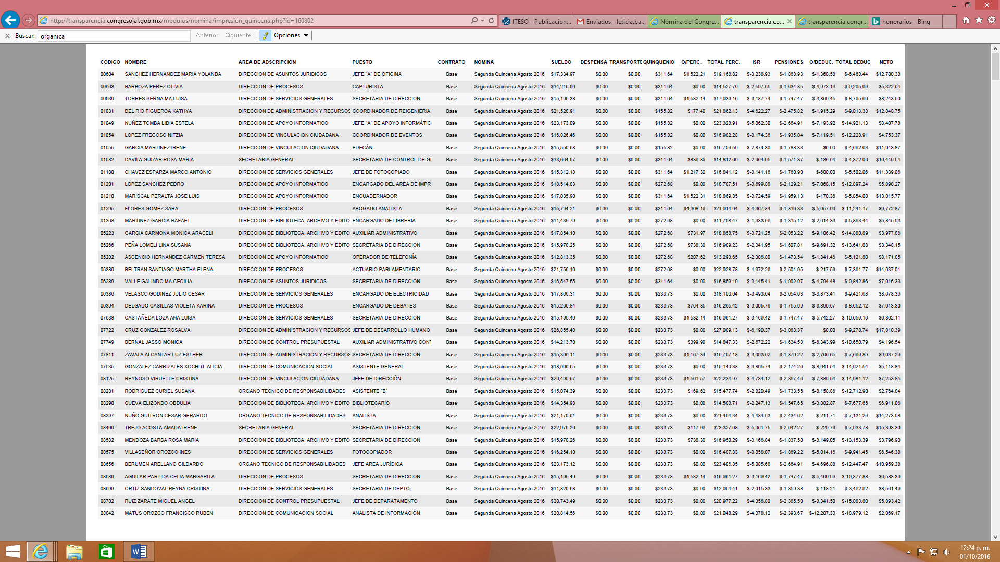 http://transparencia.congresojal.gob.mx/modulos/nomina/impresion_quincena.php?id=160802 ITESO - Publicacion... Enviados - leticia.ba... Nómina del Congre... transparencia.co... transparencia.congr... honorarios - Bing
Buscar: organica Anterior Siguiente Opciones
CODIGO NOMBRE AREA DE ADSCRIPCION PUESTO CONTRATO NOMINA SUELDO DESPENSA TRANSPORTE QUINQUENIO O/PERC. TOTAL PERC. ISR PENSIONES O/DEDUC. TOTAL DEDUC NETO
00604 SANCHEZ HERNANDEZ MARIA YOLANDA DIRECCION DE ASUNTOS JURIDICOS JEFE "A" DE OFICINA Base Segunda Quincena Agosto 2016 $17,334.97 $0.00 $0.00 $311.64 $1,522.21 $19,168.82 $-3,238.93 $-1,868.93 $-1,360.58 $-6,468.44 $12,700.38
00663 BARBOZA PEREZ OLIVIA DIRECCION DE PROCESOS CAPTURISTA Base Segunda Quincena Agosto 2016 $14,216.06 $0.00 $0.00 $311.64 $0.00 $14,527.70 $-2,597.05 $-1,634.85 $-4,973.16 $-9,205.06 $5,322.64
00930 TORRES SERNA MA LUISA DIRECCION DE SERVICIOS GENERALES SECRETARIA DE DIRECCION Base Segunda Quincena Agosto 2016 $15,195.38 $0.00 $0.00 $311.64 $1,532.14 $17,039.16 $-3,187.74 $-1,747.47 $-3,860.45 $-8,795.66 $8,243.50
01031 DEL RIO FIGUEROA KATHYA DIRECCION DE ADMINISTRACION Y RECURSOS COORDINADOR DE REIGENIERIA Base Segunda Quincena Agosto 2016 $21,528.91 $0.00 $0.00 $155.82 $177.40 $21,862.13 $-4,622.27 $-2,475.82 $-1,915.29 $-9,013.38 $12,848.75
01049 NUÑEZ TOMBA LIDIA ESTELA DIRECCION DE APOYO INFORMATICO JEFE "A" DE APOYO INFORMÁTIC Base Segunda Quincena Agosto 2016 $23,173.09 $0.00 $0.00 $155.82 $0.00 $23,328.91 $-5,062.30 $-2,664.91 $-7,193.92 $-14,921.13 $8,407.78
01054 LOPEZ FREGOSO NITZIA DIRECCION DE VINCULACION CIUDADANA COORDINADOR DE EVENTOS Base Segunda Quincena Agosto 2016 $16,826.46 $0.00 $0.00 $155.82 $0.00 $16,982.28 $-3,174.36 $-1,935.04 $-7,119.51 $-12,228.91 $4,753.37
01055 GARCIA MARTINEZ IRENE DIRECCION DE VINCULACION CIUDADANA EDECÁN Base Segunda Quincena Agosto 2016 $15,550.68 $0.00 $0.00 $155.82 $0.00 $15,706.50 $-2,874.30 $-1,788.33 $0.00 $-4,662.63 $11,043.87
01082 DAVILA GUIZAR ROSA MARIA SECRETARIA GENERAL SECRETARIA DE CONTROL DE GE Base Segunda Quincena Agosto 2016 $13,664.07 $0.00 $0.00 $311.64 $836.89 $14,812.60 $-2,664.05 $-1,571.37 $-136.64 $-4,372.06 $10,440.54
01180 CHAVEZ ESPARZA MARCO ANTONIO DIRECCION DE SERVICIOS GENERALES JEFE DE FOTOCOPIADO Base Segunda Quincena Agosto 2016 $15,312.18 $0.00 $0.00 $311.64 $1,217.30 $16,841.12 $-3,141.16 $-1,760.90 $-600.00 $-5,502.06 $11,339.06
01201 LOPEZ SANCHEZ PEDRO DIRECCION DE APOYO INFORMATICO ENCARGADO DEL AREA DE IMPR Base Segunda Quincena Agosto 2016 $18,514.83 $0.00 $0.00 $272.68 $0.00 $18,787.51 $-3,699.88 $-2,129.21 $-7,068.15 $-12,897.24 $5,890.27
01210 MARISCAL PERALTA JOSE LUIS DIRECCION DE APOYO INFORMATICO ENCUADERNADOR Base Segunda Quincena Agosto 2016 $17,035.90 $0.00 $0.00 $311.64 $1,522.31 $18,869.85 $-3,724.59 $-1,959.13 $-170.36 $-5,854.08 $13,015.77
01295 FLORES GOMEZ SARA DIRECCION DE PROCESOS ABOGADO ANALISTA Base Segunda Quincena Agosto 2016 $15,794.21 $0.00 $0.00 $311.64 $4,908.19 $21,014.04 $-4,367.84 $-1,816.33 $-5,057.00 $-11,241.17 $9,772.87
01368 MARTINEZ GARCIA RAFAEL DIRECCION DE BIBLIOTECA, ARCHIVO Y EDITO ENCARGADO DE LIBRERIA Base Segunda Quincena Agosto 2016 $11,435.79 $0.00 $0.00 $272.68 $0.00 $11,708.47 $-1,933.96 $-1,315.12 $-2,614.36 $-5,863.44 $5,845.03
05223 GARCIA CARMONA MONICA ARACELI DIRECCION DE BIBLIOTECA, ARCHIVO Y EDITO AUXILIAR ADMINISTRATIVO Base Segunda Quincena Agosto 2016 $17,854.10 $0.00 $0.00 $272.68 $731.97 $18,858.75 $-3,721.25 $-2,053.22 $-9,106.42 $-14,880.89 $3,977.86
05266 PEÑA LOMELI LINA SUSANA DIRECCION DE BIBLIOTECA, ARCHIVO Y EDITO SECRETARIA DE DIRECCION Base Segunda Quincena Agosto 2016 $15,978.25 $0.00 $0.00 $272.68 $738.30 $16,989.23 $-2,341.95 $-1,607.81 $-9,691.32 $-13,641.08 $3,348.15
05282 ASCENCIO HERNANDEZ CARMEN TERESA DIRECCION DE APOYO INFORMATICO OPERADOR DE TELEFONÍA Base Segunda Quincena Agosto 2016 $12,813.35 $0.00 $0.00 $272.68 $207.62 $13,293.65 $-2,306.80 $-1,473.54 $-1,341.46 $-5,121.80 $8,171.85
05380 BELTRAN SANTIAGO MARTHA ELENA DIRECCION DE PROCESOS ACTUARIO PARLAMENTARIO Base Segunda Quincena Agosto 2016 $21,756.10 $0.00 $0.00 $272.68 $0.00 $22,028.78 $-4,672.26 $-2,501.95 $-217.56 $-7,391.77 $14,637.01
06289 VALLE GALINDO MA CECILIA DIRECCION DE ASUNTOS JURIDICOS SECRETARIA DE DIRECCIÓN Base Segunda Quincena Agosto 2016 $16,547.55 $0.00 $0.00 $311.64 $0.00 $16,859.19 $-3,145.41 $-1,902.97 $-4,794.48 $-9,842.86 $7,016.33
06386 VELASCO GODINEZ JULIO CESAR DIRECCION DE SERVICIOS GENERALES ENCARGADO DE ELECTRICIDAD Base Segunda Quincena Agosto 2016 $17,866.31 $0.00 $0.00 $233.73 $0.00 $18,100.04 $-3,493.64 $-2,054.63 $-3,873.41 $-9,421.68 $8,678.36
06394 DELGADO CASILLAS VIOLETA KARINA DIRECCION DE PROCESOS ENCARGADO DE DEBATES Base Segunda Quincena Agosto 2016 $15,266.84 $0.00 $0.00 $233.73 $764.85 $16,265.42 $-3,005.76 $-1,755.69 $-3,890.67 $-8,652.12 $7,613.30
07633 CASTAÑEDA LOZA ANA LUISA DIRECCION DE SERVICIOS GENERALES SECRETARIA DE DIRECCION Base Segunda Quincena Agosto 2016 $15,195.40 $0.00 $0.00 $233.73 $1,532.14 $16,961.27 $-3,169.42 $-1,747.47 $-5,742.27 $-10,659.16 $6,302.11
07722 CRUZ GONZALEZ ROSALVA DIRECCION DE ADMINISTRACION Y RECURSOS JEFE DE DESARROLLO HUMANO Base Segunda Quincena Agosto 2016 $26,855.40 $0.00 $0.00 $233.73 $0.00 $27,089.13 $-6,190.37 $-3,088.37 $0.00 $-9,278.74 $17,810.39
07749 BERNAL JASSO MONICA DIRECCION DE CONTROL PRESUPUESTAL AUXILIAR ADMINISTRATIVO CONT Base Segunda Quincena Agosto 2016 $14,213.70 $0.00 $0.00 $233.73 $399.90 $14,847.33 $-2,672.22 $-1,634.58 $-6,343.99 $-10,650.79 $4,196.54
07811 ZAVALA ALCANTAR LUZ ESTHER DIRECCION DE ADMINISTRACION Y RECURSOS SECRETARIA DE DIRECCION Base Segunda Quincena Agosto 2016 $15,306.11 $0.00 $0.00 $233.73 $1,167.34 $16,707.18 $-3,093.02 $-1,870.22 $-2,706.65 $-7,669.89 $9,037.29
07935 GONZALEZ CARRIZALES XOCHITL ALICIA DIRECCION DE COMUNICACION SOCIAL ASISTENTE GENERAL Base Segunda Quincena Agosto 2016 $18,906.65 $0.00 $0.00 $233.73 $0.00 $19,140.38 $-3,805.74 $-2,174.26 $-8,041.54 $-14,021.54 $5,118.84
08125 REYNOSO VIRUETTE CRISTINA DIRECCION DE VINCULACION CIUDADANA JEFE DE DIRECCIÓN Base Segunda Quincena Agosto 2016 $20,499.67 $0.00 $0.00 $233.73 $1,501.57 $22,234.97 $-4,734.12 $-2,357.46 $-7,889.54 $-14,981.12 $7,253.85
08281 RODRIGUEZ CURIEL SUSANA ORGANO TECNICO DE RESPONSABILIDADES ASISTENTE "B" Base Segunda Quincena Agosto 2016 $15,074.39 $0.00 $0.00 $233.73 $169.62 $15,477.74 $-2,820.49 $-1,733.55 $-8,158.86 $-12,712.90 $2,764.84
08290 CUEVA ELIZONDO OBDULIA DIRECCION DE BIBLIOTECA, ARCHIVO Y EDITO BIBLIOTECARIO Base Segunda Quincena Agosto 2016 $14,354.98 $0.00 $0.00 $233.73 $0.00 $14,588.71 $-2,247.13 $-1,547.65 $-3,882.87 $-7,677.65 $6,911.06
08397 NUÑO GUITRON CESAR GERARDO ORGANO TECNICO DE RESPONSABILIDADES ANALISTA Base Segunda Quincena Agosto 2016 $21,170.61 $0.00 $0.00 $233.73 $0.00 $21,404.34 $-4,484.93 $-2,434.62 $-211.71 $-7,131.26 $14,273.08
08400 TREJO ACOSTA AMADA IRENE SECRETARIA GENERAL SECRETARIA DE DIRECCION Base Segunda Quincena Agosto 2016 $22,976.26 $0.00 $0.00 $233.73 $117.09 $23,327.08 $-5,061.75 $-2,642.27 $-229.76 $-7,933.78 $15,393.30
08532 MENDOZA BARBA ROSA MARIA DIRECCION DE BIBLIOTECA, ARCHIVO Y EDITO SECRETARIA DE DIRECCION Base Segunda Quincena Agosto 2016 $15,978.26 $0.00 $0.00 $233.73 $738.30 $16,950.29 $-3,166.84 $-1,837.50 $-8,149.05 $-13,153.39 $3,796.90
08575 VILLASEÑOR OROZCO INES DIRECCION DE SERVICIOS GENERALES FOTOCOPIADOR Base Segunda Quincena Agosto 2016 $16,254.10 $0.00 $0.00 $233.73 $0.00 $16,487.83 $-3,058.07 $-1,869.22 $-5,014.16 $-9,941.45 $6,546.38
08656 BERUMEN ARELLANO GILDARDO ORGANO TECNICO DE RESPONSABILIDADES JEFE AREA JURÍDICA Base Segunda Quincena Agosto 2016 $23,173.12 $0.00 $0.00 $233.73 $0.00 $23,406.85 $-5,085.68 $-2,664.91 $-4,696.88 $-12,447.47 $10,959.38
08680 AGUILAR PARTIDA CELIA MARGARITA DIRECCION DE PROCESOS SECRETARIA DE DIRECCION Base Segunda Quincena Agosto 2016 $15,195.40 $0.00 $0.00 $233.73 $1,532.14 $16,961.27 $-3,169.42 $-1,747.47 $-5,460.99 $-10,377.88 $6,583.39
08699 ORTIZ SANDOVAL REYNA CRISTINA DIRECCION DE SERVICIOS GENERALES SECRETARIA DE DEPTO. Base Segunda Quincena Agosto 2016 $11,820.68 $0.00 $0.00 $233.73 $0.00 $12,054.41 $-2,015.33 $-1,359.38 $-118.21 $-3,492.92 $8,561.49
08702 RUIZ ZARATE MIGUEL ANGEL DIRECCION DE CONTROL PRESUPUESTAL JEFE DE DEPARATAMENTO Base Segunda Quincena Agosto 2016 $20,743.49 $0.00 $0.00 $233.73 $0.00 $20,977.22 $-4,356.80 $-2,385.50 $-8,341.50 $-15,083.80 $5,893.42
08842 MATUS OROZCO FRANCISCO RUBEN DIRECCION DE COMUNICACION SOCIAL ANALISTA DE INFORMACIÓN Base Segunda Quincena Agosto 2016 $20,814.56 $0.00 $0.00 $233.73 $0.00 $21,048.29 $-4,378.12 $-2,393.67 $-12,207.33 $-18,979.12 $2,069.17
12:24 p. m.
01/10/2016